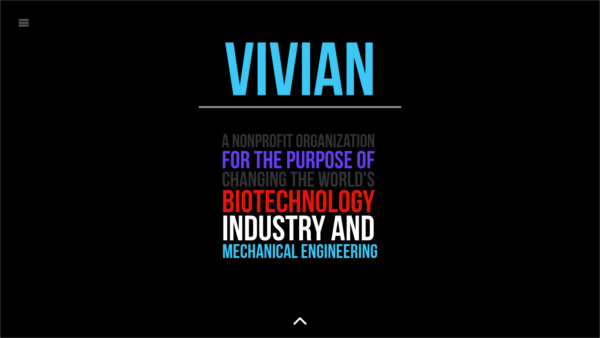 VIVIAN
A NONPROFIT ORGANIZATION
FOR THE PURPOSE OF
CHANGING THE WORLD'S
BIOTECHNOLOGY
INDUSTRY AND
MECHANICAL ENGINEERING